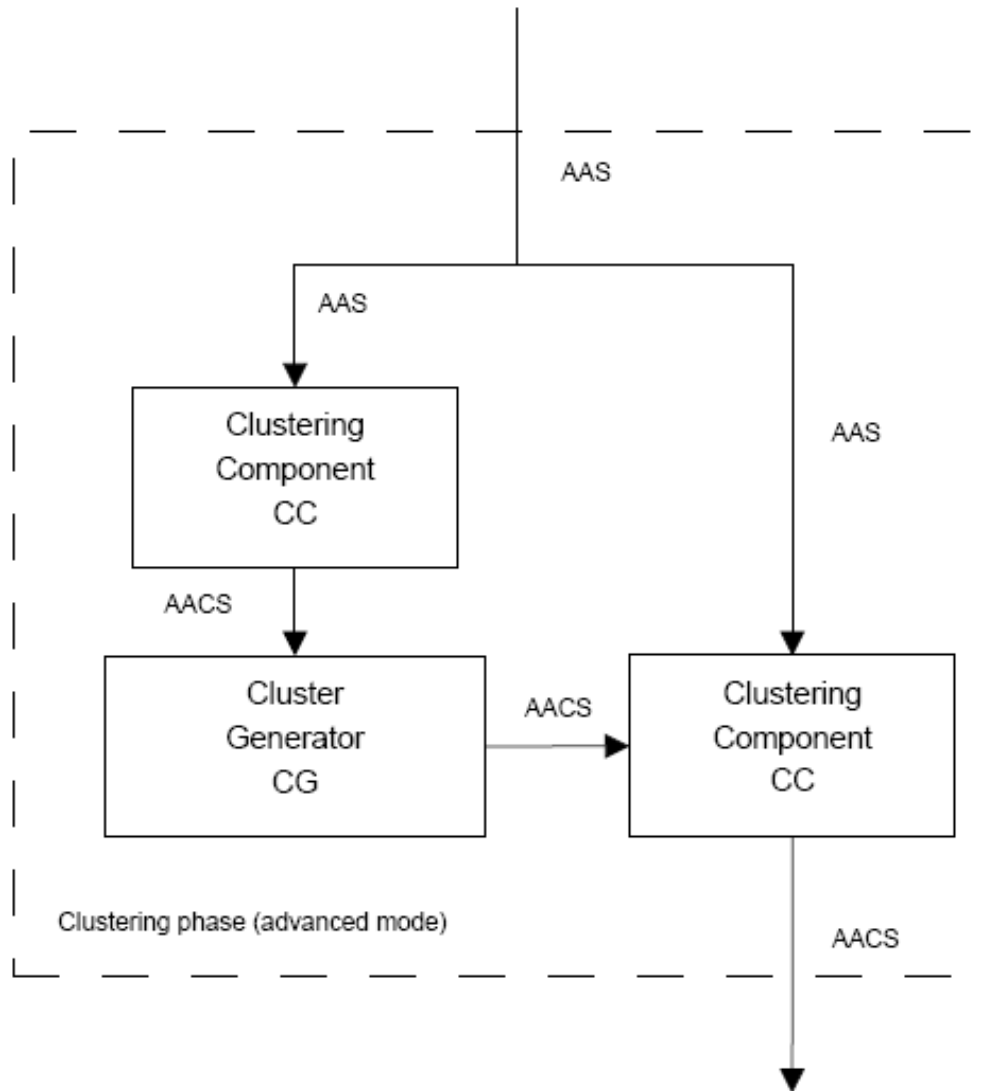 AAS
AAS
Clustering
Component
CC
AAS
AACS
Cluster
Generator
CG
AACS
Clustering
Component
CC
Clustering phase (advanced mode)
AACS